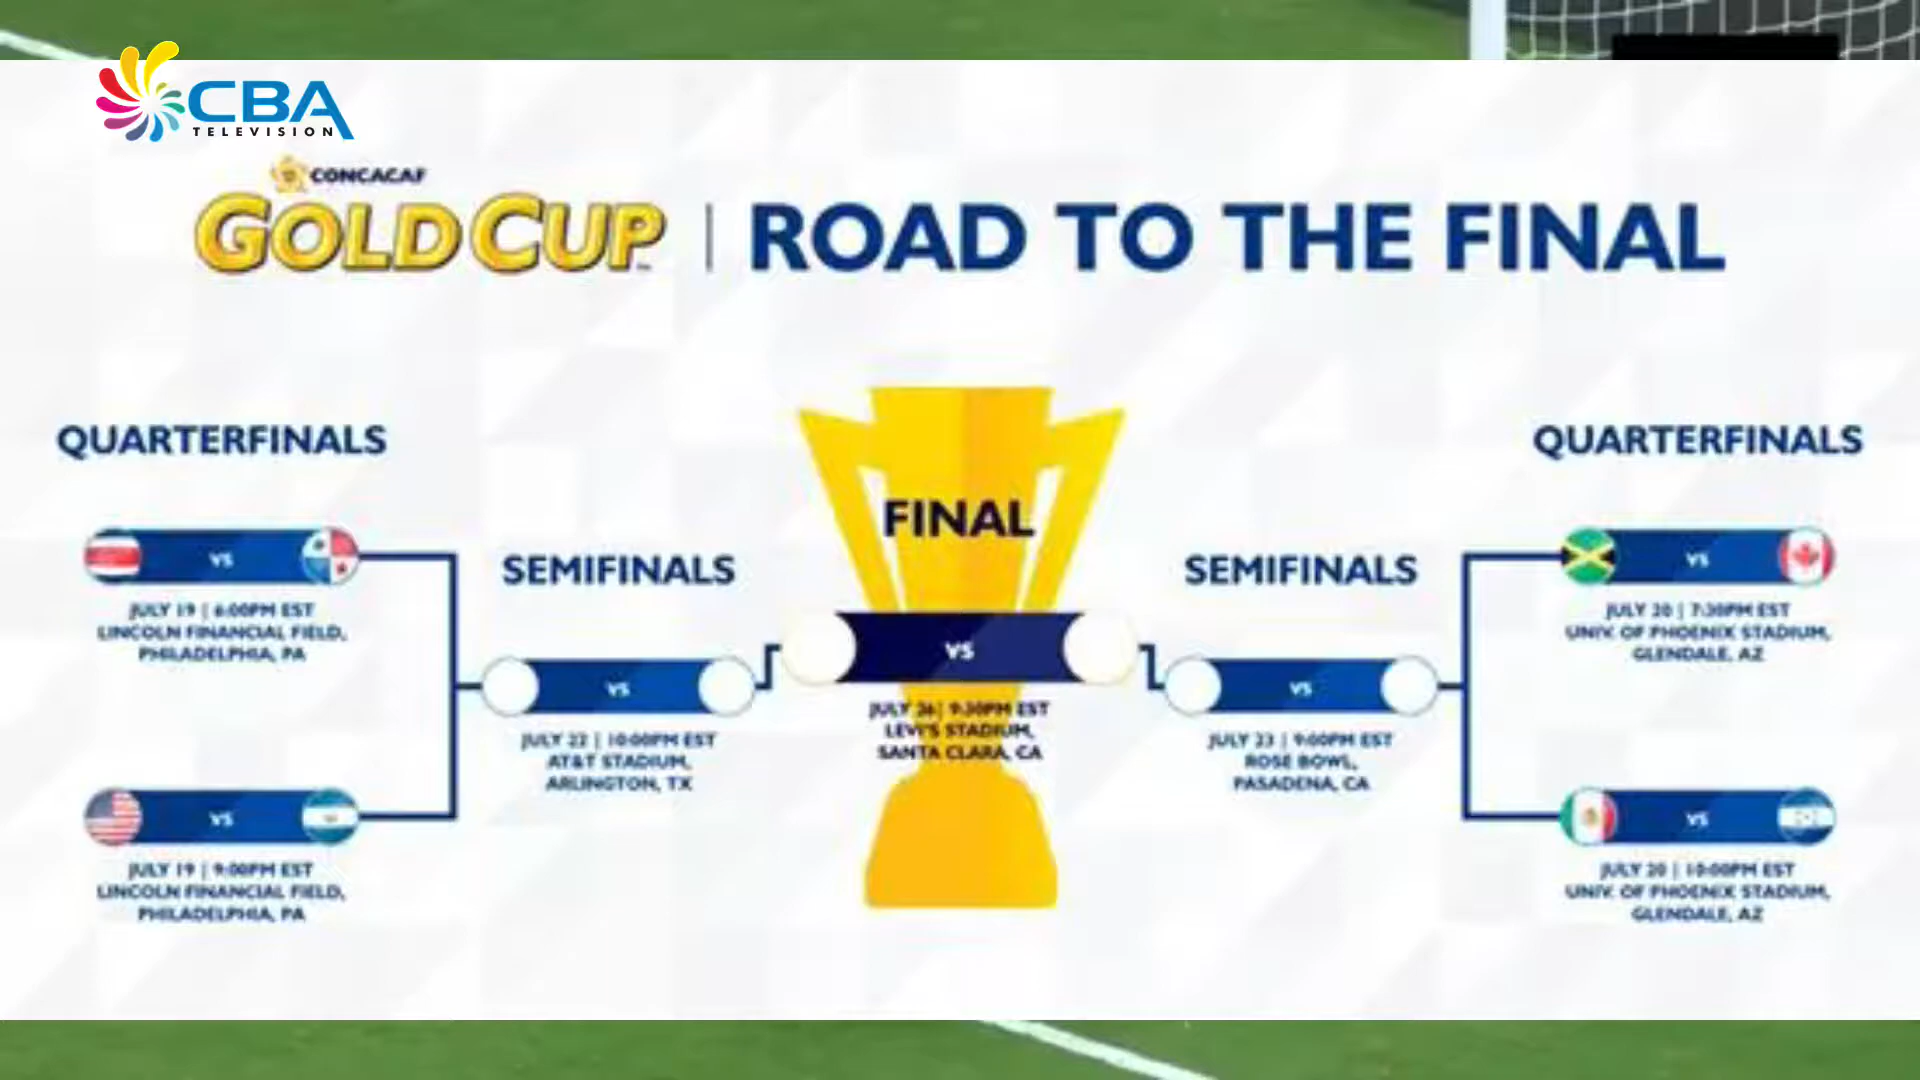 CBA
TELEVISION
CONCACAF
GOLD CUP
ROAD TO THE FINAL
QUARTERFINALS
VS
JULY 19 | 6:00PM EST
LINCOLN FINANCIAL FIELD,
PHILADELPHIA, PA
VS
JULY 19 | 9:00PM EST
LINCOLN FINANCIAL FIELD,
PHILADELPHIA, PA
SEMIFINALS
VS
JULY 22 | 10:00PM EST
AT&T STADIUM,
ARLINGTON, TX
FINAL
VS
JULY 26| 9:30PM EST
LEVI'S STADIUM,
SANTA CLARA, CA
SEMIFINALS
VS
JULY 23 | 9:00PM EST
ROSE BOWL,
PASADENA, CA
QUARTERFINALS
VS
JULY 20 | 7:30PM EST
UNIV. OF PHOENIX STADIUM,
GLENDALE, AZ
VS
JULY 20 | 10:00PM EST
UNIV. OF PHOENIX STADIUM,
GLENDALE, AZ